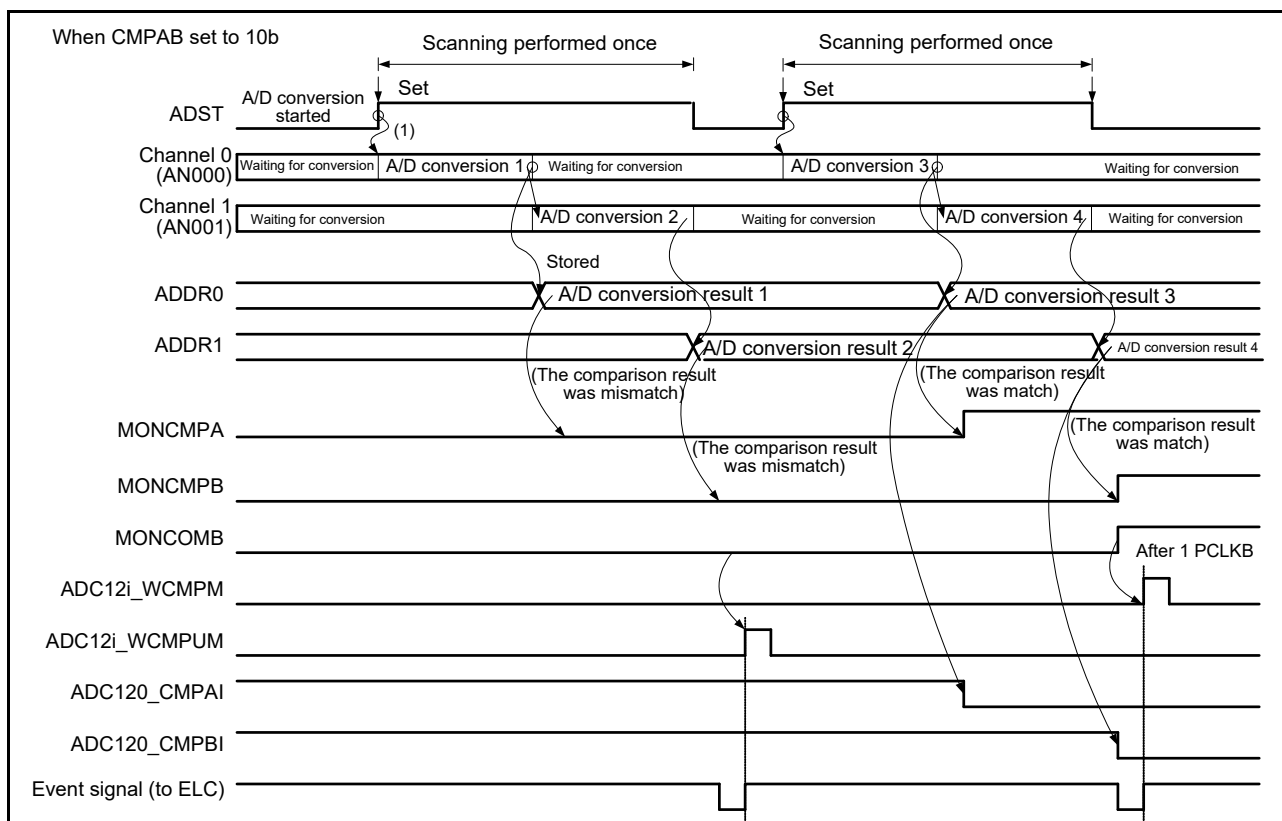 When CMPAB set to 10b
Scanning performed once
Scanning performed once
ADST
A/D conversion
started
Set
Set
(1)
Channel 0
(AN000)
Waiting for conversion
A/D conversion 1
Waiting for conversion
A/D conversion 3
Waiting for conversion
Channel 1
(AN001)
Waiting for conversion
A/D conversion 2
Waiting for conversion
A/D conversion 4
Waiting for conversion
Stored
ADDR0
A/D conversion result 1
A/D conversion result 3
ADDR1
A/D conversion result 2
A/D conversion result 4
(The comparison result
was mismatch)
(The comparison result
was match)
MONCMPA
(The comparison result
was mismatch)
(The comparison result
was match)
MONCMPB
MONCOMB
After 1 PCLKB
ADC12i_WCMPM
ADC12i_WCMPUM
ADC120_CMPAI
ADC120_CMPBI
Event signal (to ELC)